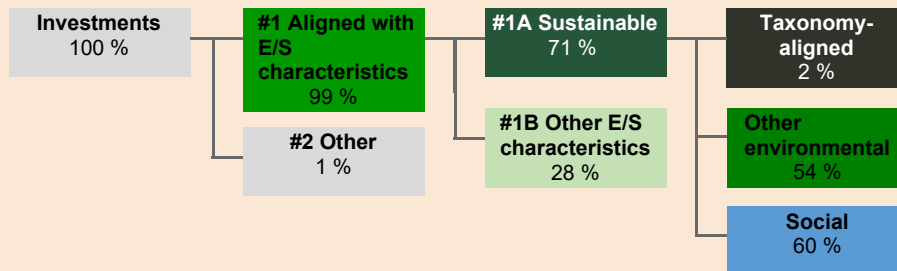 Investments
100 %
#1 Aligned with
E/S
characteristics
99 %
#2 Other
1 %
#1A Sustainable
71 %
#1B Other E/S
characteristics
28 %
Taxonomy-
aligned
2 %
Other
environmental
54 %
Social
60 %